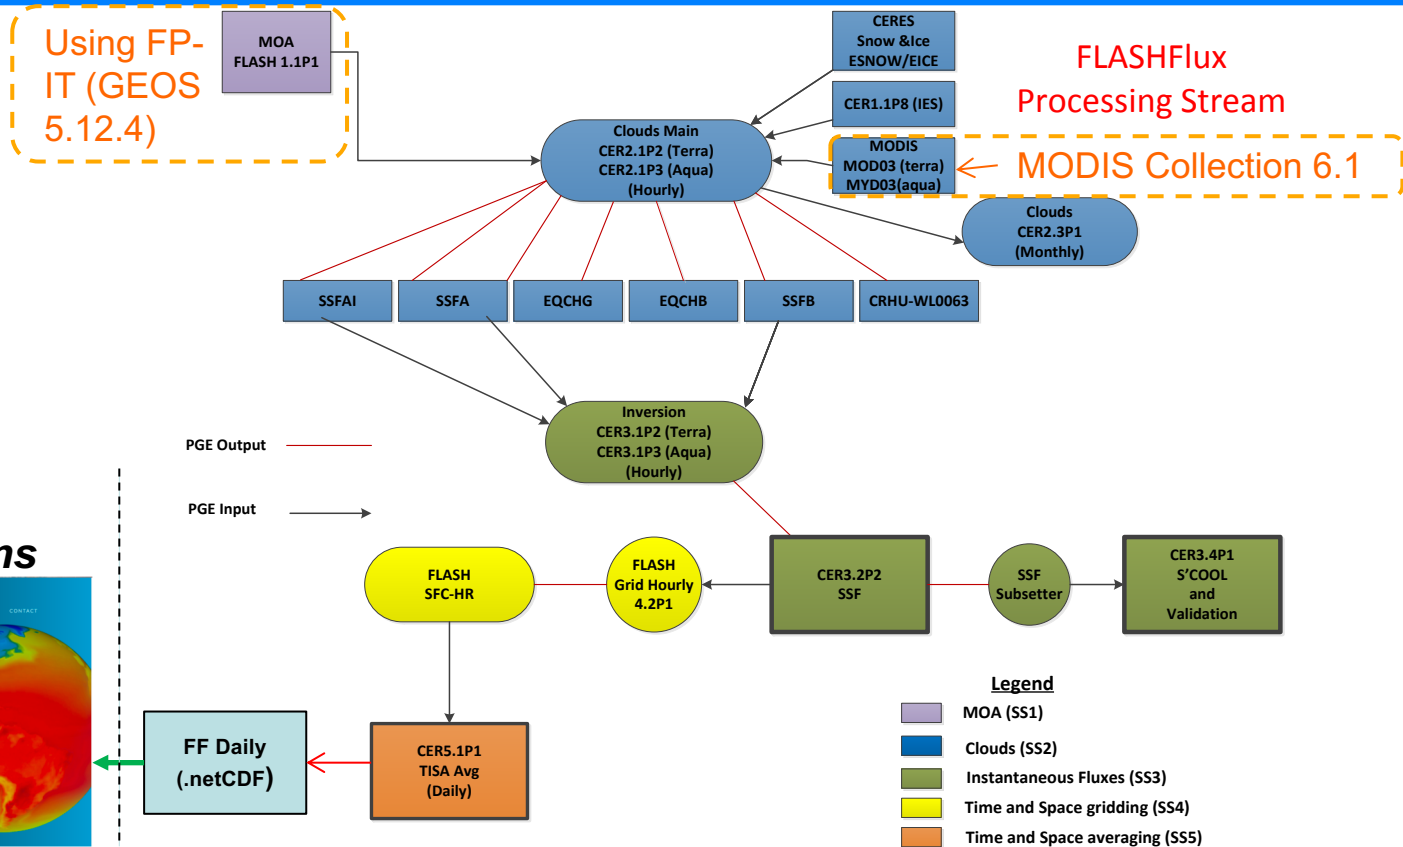 Using FP-
IT (GEOS
5.12.4)
MOA
FLASH 1.1P1
CERES
Snow &Ice
ESNOW/EICE
FLASHFlux
Processing Stream
CER1.1P8 (IES)
Clouds Main
CER2.1P2 (Terra)
CER2.1P3 (Aqua)
(Hourly)
MODIS
MOD03 (terra)
MYD03(aqua)
MODIS Collection 6.1
Clouds
CER2.3P1
(Monthly)
SSFAI
SSFA
EQCHG
EQCHB
SSFB
CRHU-WL0063
Inversion
CER3.1P2 (Terra)
CER3.1P3 (Aqua)
(Hourly)
PGE Output
PGE Input
ns
CONTACT
FLASH
SFC-HR
FLASH
Grid Hourly
4.2P1
CER3.2P2
SSF
SSF
Subsetter
CER3.4P1
S'COOL
and
Validation
FF Daily
(.netCDF)
CER5.1P1
TISA Avg
(Daily)
Legend
MOA (SS1)
Clouds (SS2)
Instantaneous Fluxes (SS3)
Time and Space gridding (SS4)
Time and Space averaging (SS5)